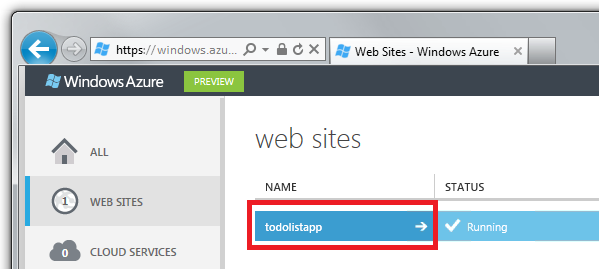 https://windows.azu...
Web Sites - Windows Azure
Windows Azure PREVIEW
ALL
1 WEB SITES
0 CLOUD SERVICES
web sites
NAME STATUS
todolistapp Running